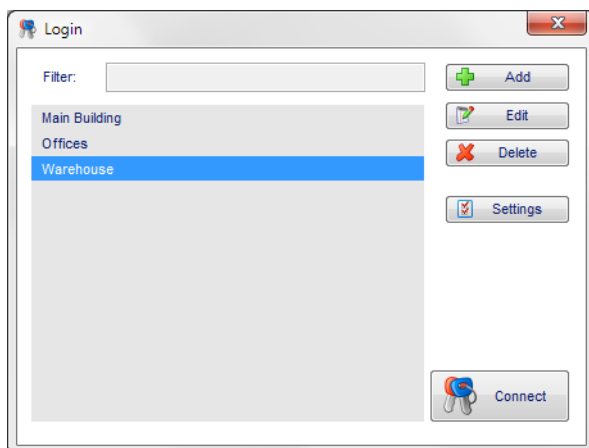 Login
Filter:
Add
Main Building
Edit
Offices
Delete
Warehouse
Settings
Connect